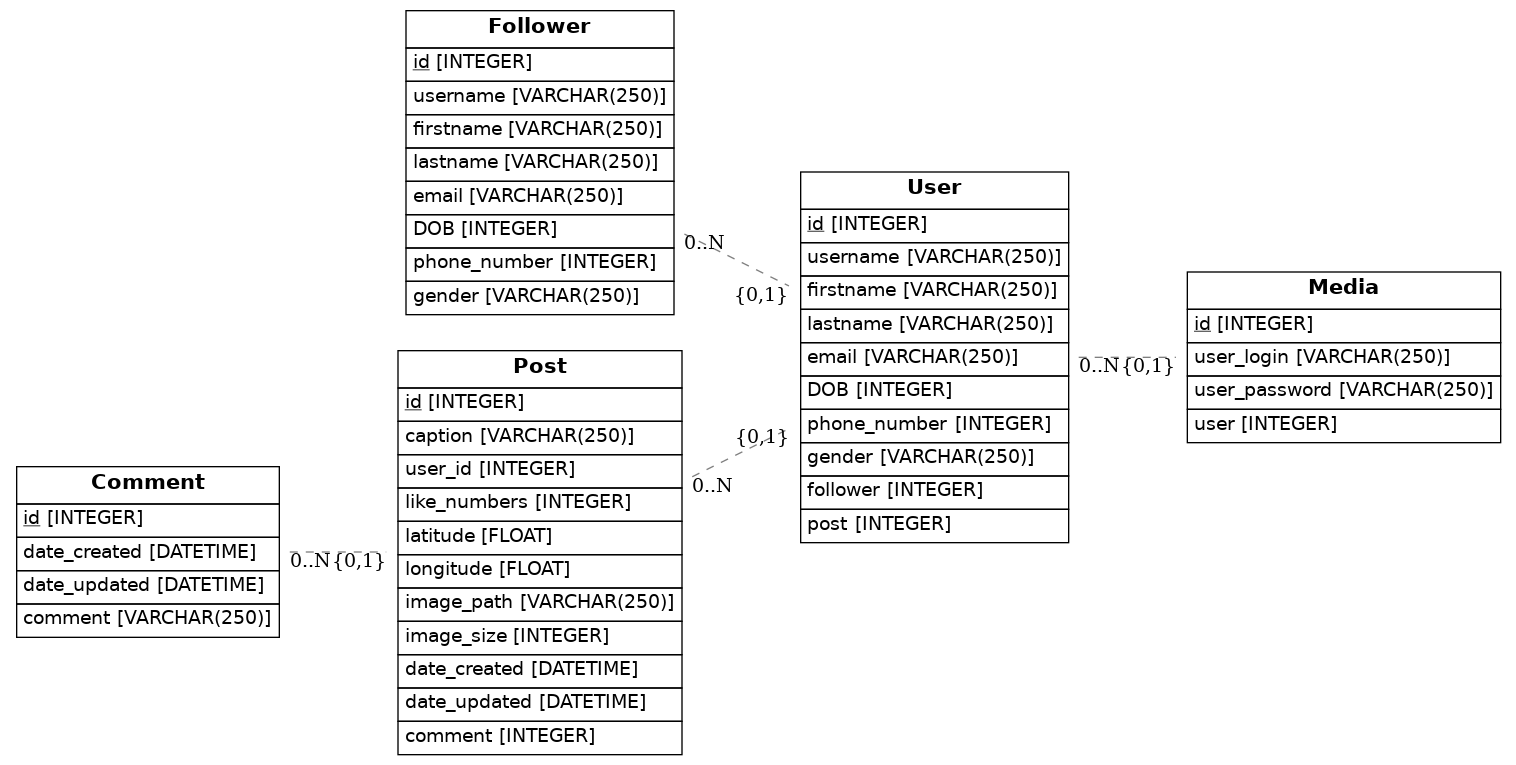 Follower
id [INTEGER]
username [VARCHAR(250)]
firstname [VARCHAR(250)]
lastname [VARCHAR(250)]
email [VARCHAR(250)]
DOB [INTEGER]
phone_number [INTEGER]
gender [VARCHAR(250)]
0..N
{0,1}
User
id [INTEGER]
username [VARCHAR(250)]
firstname [VARCHAR(250)]
lastname [VARCHAR(250)]
email [VARCHAR(250)]
DOB [INTEGER]
phone_number [INTEGER]
gender [VARCHAR(250)]
follower [INTEGER]
post [INTEGER]
0..N {0,1}
Media
id [INTEGER]
user_login [VARCHAR(250)]
user_password [VARCHAR(250)]
user [INTEGER]
Post
id [INTEGER]
caption [VARCHAR(250)]
user_id [INTEGER]
like_numbers [INTEGER]
latitude [FLOAT]
longitude [FLOAT]
image_path [VARCHAR(250)]
image_size [INTEGER]
date_created [DATETIME]
date_updated [DATETIME]
comment [INTEGER]
{0,1}
0..N
Comment
id [INTEGER]
date_created [DATETIME]
date_updated [DATETIME]
comment [VARCHAR(250)]
0..N {0,1}